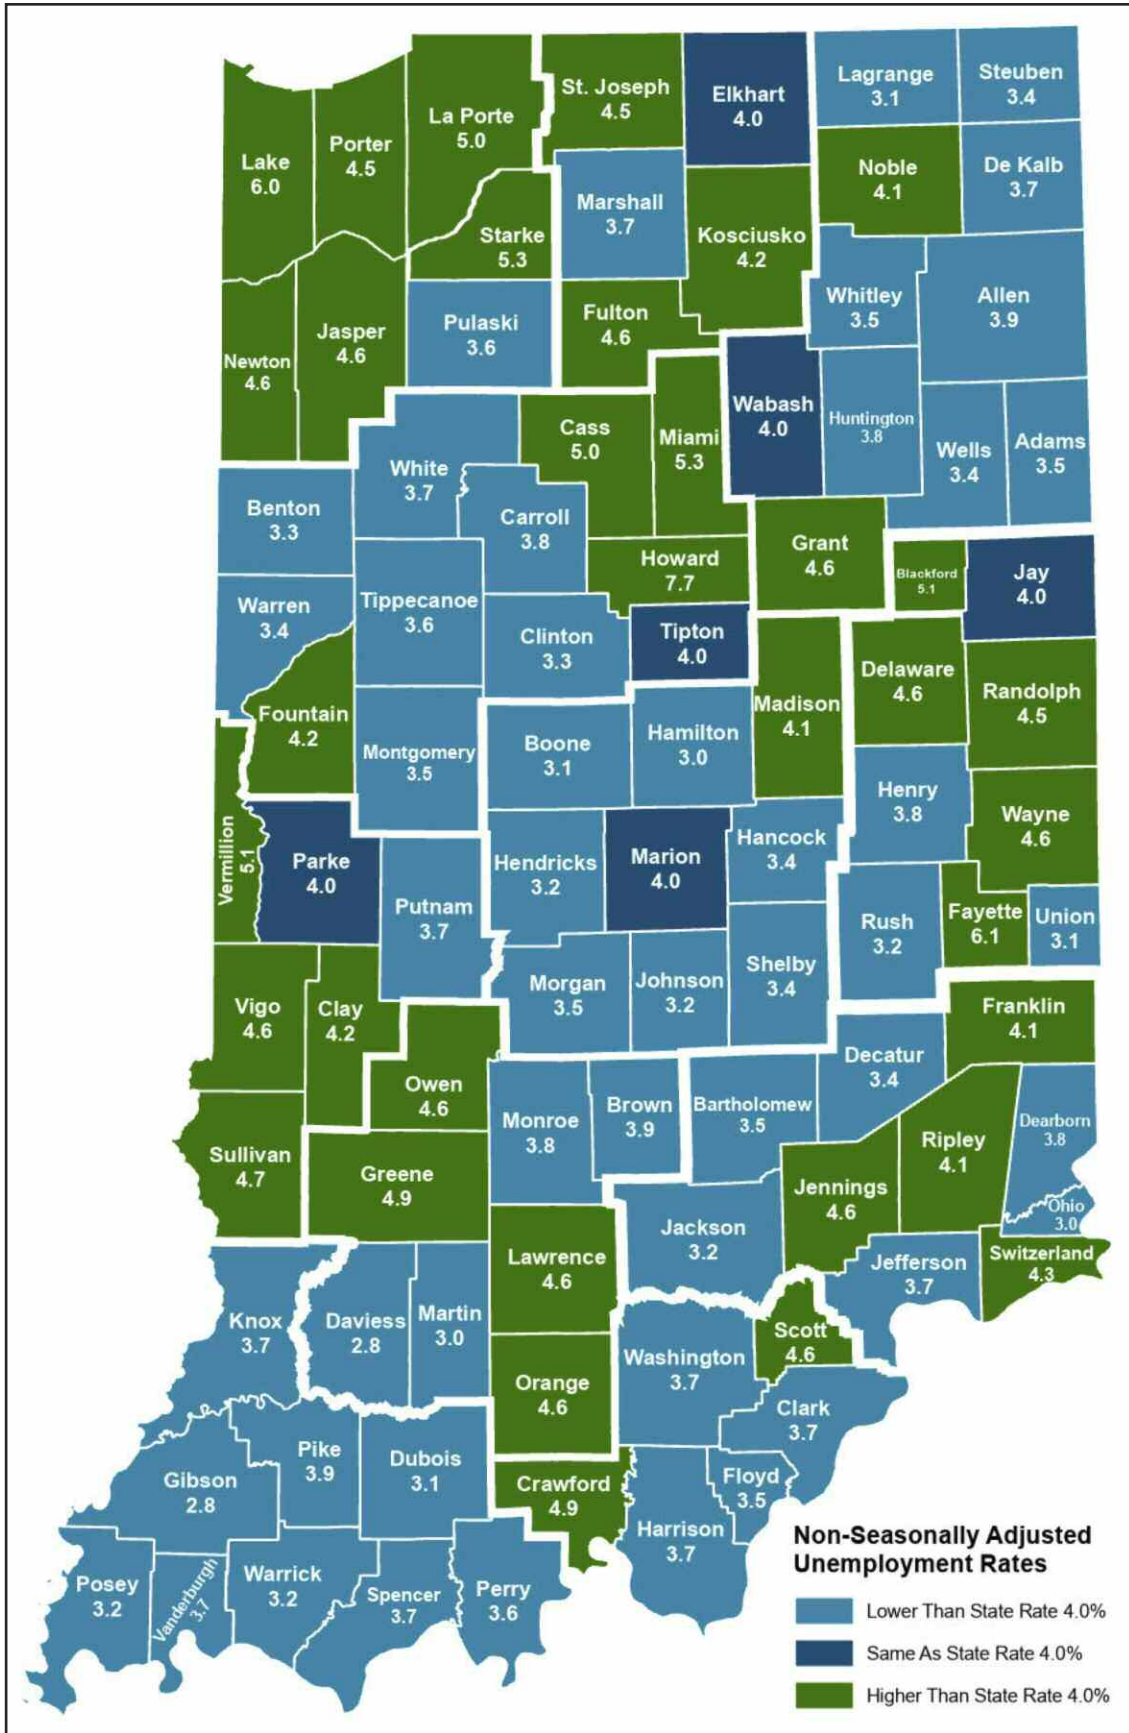 Lake
6.0
Porter
4.5
La Porte
5.0
St. Joseph
4.5
Elkhart
4.0
Lagrange
3.1
Steuben
3.4
Noble
4.1
De Kalb
3.7
Marshall
3.7
Starke
5.3
Kosciusko
4.2
Whitley
3.5
Allen
3.9
Newton
4.6
Jasper
4.6
Pulaski
3.6
Fulton
4.6
Wabash
4.0
Huntington
3.8
Wells
3.4
Adams
3.5
White
3.7
Cass
5.0
Miami
5.3
Benton
3.3
Carroll
3.8
Howard
7.7
Grant
4.6
Blackford
5.1
Jay
4.0
Warren
3.4
Tippecanoe
3.6
Clinton
3.3
Tipton
4.0
Fountain
4.2
Montgomery
3.5
Boone
3.1
Hamilton
3.0
Madison
4.1
Delaware
4.6
Randolph
4.5
Vermillion
5.1
Parke
4.0
Putnam
3.7
Hendricks
3.2
Marion
4.0
Hancock
3.4
Henry
3.8
Wayne
4.6
Rush
3.2
Fayette
6.1
Union
3.1
Vigo
4.6
Clay
4.2
Morgan
3.5
Johnson
3.2
Shelby
3.4
Franklin
4.1
Owen
4.6
Monroe
3.8
Brown
3.9
Bartholomew
3.5
Decatur
3.4
Sullivan
4.7
Greene
4.9
Jennings
4.6
Ripley
4.1
Dearborn
3.8
Ohio
3.0
Lawrence
4.6
Jackson
3.2
Jefferson
3.7
Switzerland
4.3
Knox
3.7
Daviess
2.8
Martin
3.0
Orange
4.6
Washington
3.7
Scott
4.6
Clark
3.7
Gibson
2.8
Pike
3.9
Dubois
3.1
Crawford
4.9
Harrison
3.7
Floyd
3.5
Posey
3.2
Vanderburgh
3.7
Warrick
3.2
Spencer
3.7
Perry
3.6
Non-Seasonally Adjusted
Unemployment Rates
Lower Than State Rate 4.0%
Same As State Rate 4.0%
Higher Than State Rate 4.0%